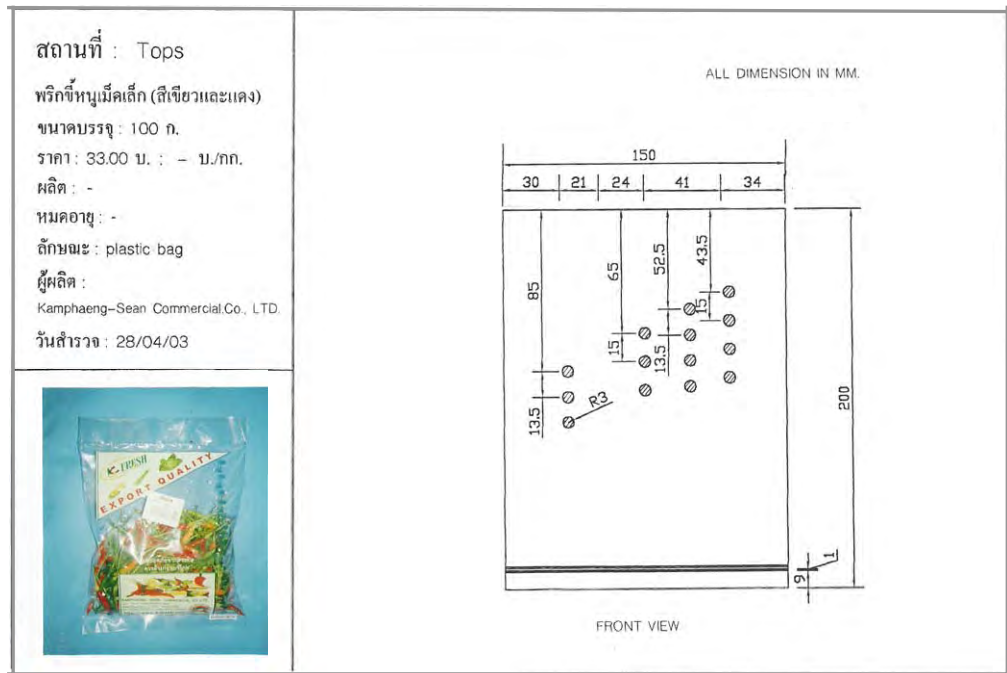 สถานที่ : Tops
พริกขี้หนูเม็ดเล็ก (สีเขียวและแดง)
ขนาดบรรจุ : 100 ก.
ราคา : 33.00 บ. : - บ./กก.
ผลิต : -
หมดอายุ : -
ลักษณะ : plastic bag
ผู้ผลิต :
Kamphaeng-Sean Commercial.Co., LTD.
วันสำรวจ : 28/04/03
FRESH
EXPORT QUALITY
ALL DIMENSION IN MM.
150
30 21 24 41 34
85
65
52.5
43.5
15
15
13.5
13.5
R3
200
1
9
FRONT VIEW